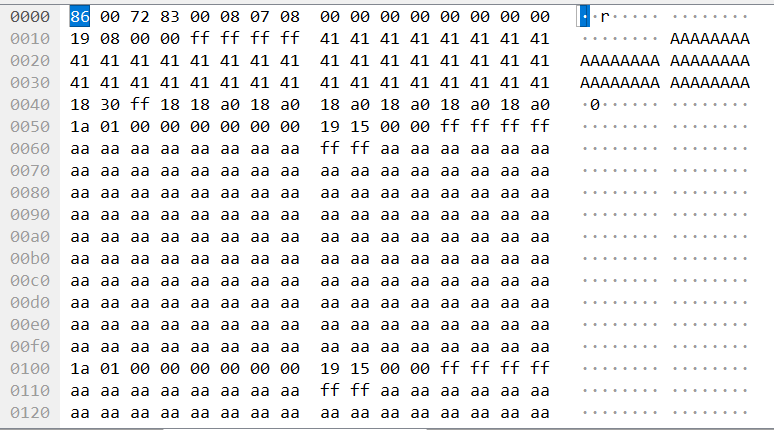 0000 86 00 72 83 00 08 07 08 00 00 00 00 00 00 00 00 ··r····· ········
0010 19 08 00 00 ff ff ff ff 41 41 41 41 41 41 41 41 ········ AAAAAAAA
0020 41 41 41 41 41 41 41 41 41 41 41 41 41 41 41 41 AAAAAAAA AAAAAAAA
0030 41 41 41 41 41 41 41 41 41 41 41 41 41 41 41 41 AAAAAAAA AAAAAAAA
0040 18 30 ff 18 18 a0 18 a0 18 a0 18 a0 18 a0 18 a0 ·0······ ········
0050 1a 01 00 00 00 00 00 00 19 15 00 00 ff ff ff ff ········ ········
0060 aa aa aa aa aa aa aa aa ff ff aa aa aa aa aa aa ········ ········
0070 aa aa aa aa aa aa aa aa aa aa aa aa aa aa aa aa ········ ········
0080 aa aa aa aa aa aa aa aa aa aa aa aa aa aa aa aa ········ ········
0090 aa aa aa aa aa aa aa aa aa aa aa aa aa aa aa aa ········ ········
00a0 aa aa aa aa aa aa aa aa aa aa aa aa aa aa aa aa ········ ········
00b0 aa aa aa aa aa aa aa aa aa aa aa aa aa aa aa aa ········ ········
00c0 aa aa aa aa aa aa aa aa aa aa aa aa aa aa aa aa ········ ········
00d0 aa aa aa aa aa aa aa aa aa aa aa aa aa aa aa aa ········ ········
00e0 aa aa aa aa aa aa aa aa aa aa aa aa aa aa aa aa ········ ········
00f0 aa aa aa aa aa aa aa aa aa aa aa aa aa aa aa aa ········ ········
0100 1a 01 00 00 00 00 00 00 19 15 00 00 ff ff ff ff ········ ········
0110 aa aa aa aa aa aa aa aa ff ff aa aa aa aa aa aa ········ ········
0120 aa aa aa aa aa aa aa aa aa aa aa aa aa aa aa aa ········ ········